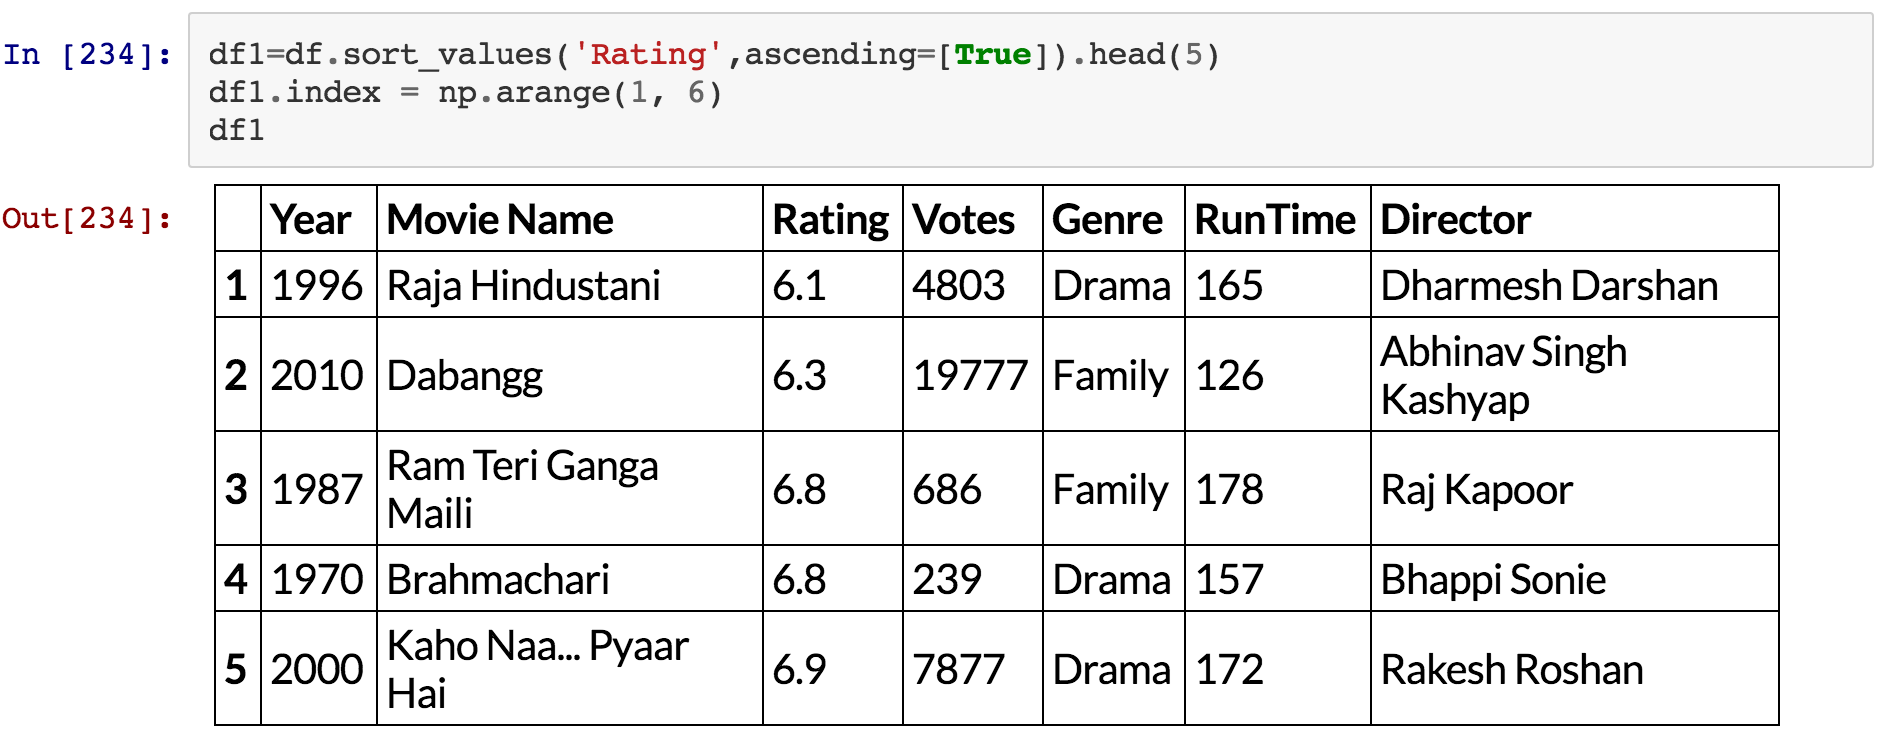 In [234]: df1=df.sort_values('Rating',ascending=[True]).head(5)
df1.index = np.arange(1, 6)
df1
Out[234]:
Year Movie Name Rating Votes Genre RunTime Director
1 1996 Raja Hindustani 6.1 4803 Drama 165 Dharmesh Darshan
2 2010 Dabangg 6.3 19777 Family 126 Abhinav Singh
Kashyap
3 1987 Ram Teri Ganga
Maili 6.8 686 Family 178 Raj Kapoor
4 1970 Brahmachari 6.8 239 Drama 157 Bhappi Sonie
5 2000 Kaho Naa... Pyaar
Hai 6.9 7877 Drama 172 Rakesh Roshan